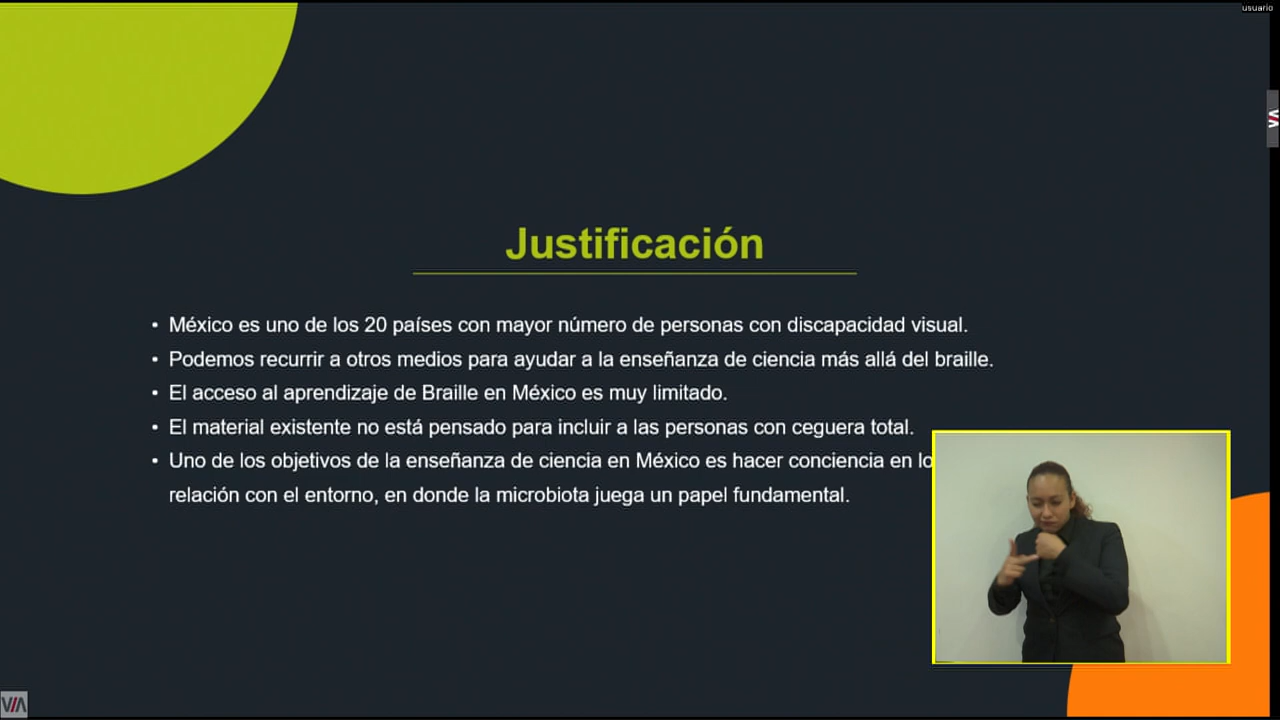 usuario
Justificación
• México es uno de los 20 países con mayor número de personas con discapacidad visual.
• Podemos recurrir a otros medios para ayudar a la enseñanza de ciencia más allá del braille.
• El acceso al aprendizaje de Braille en México es muy limitado.
• El material existente no está pensado para incluir a las personas con ceguera total.
• Uno de los objetivos de la enseñanza de ciencia en México es hacer conciencia en
relación con el entorno, en donde la microbiota juega un papel fundamental.
VIA